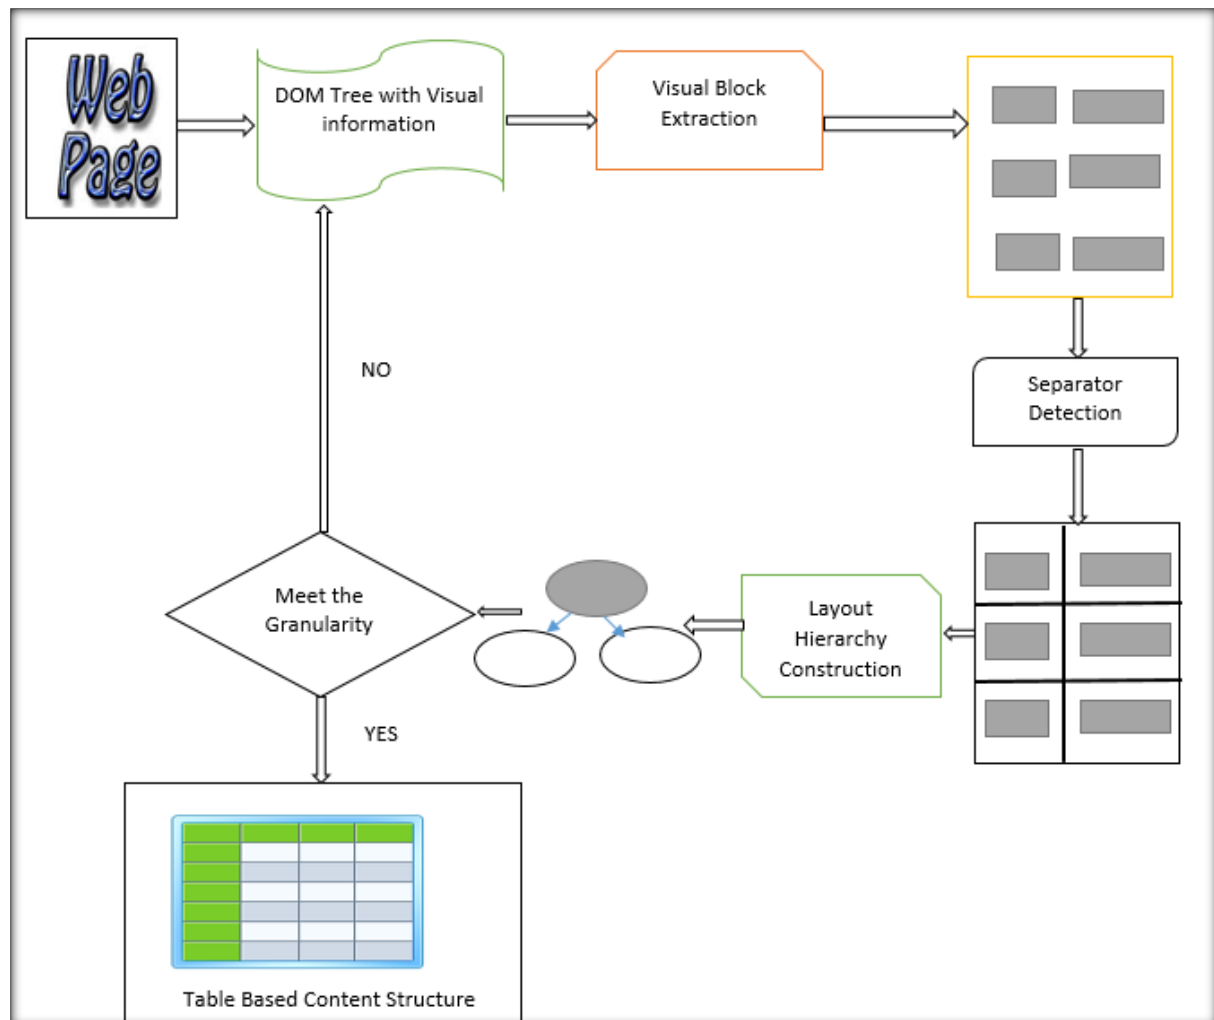 Web
Page
DOM Tree with Visual
information
Visual Block
Extraction
NO
Separator
Detection
Meet the
Granularity
Layout
Hierarchy
Construction
YES
Table Based Content Structure